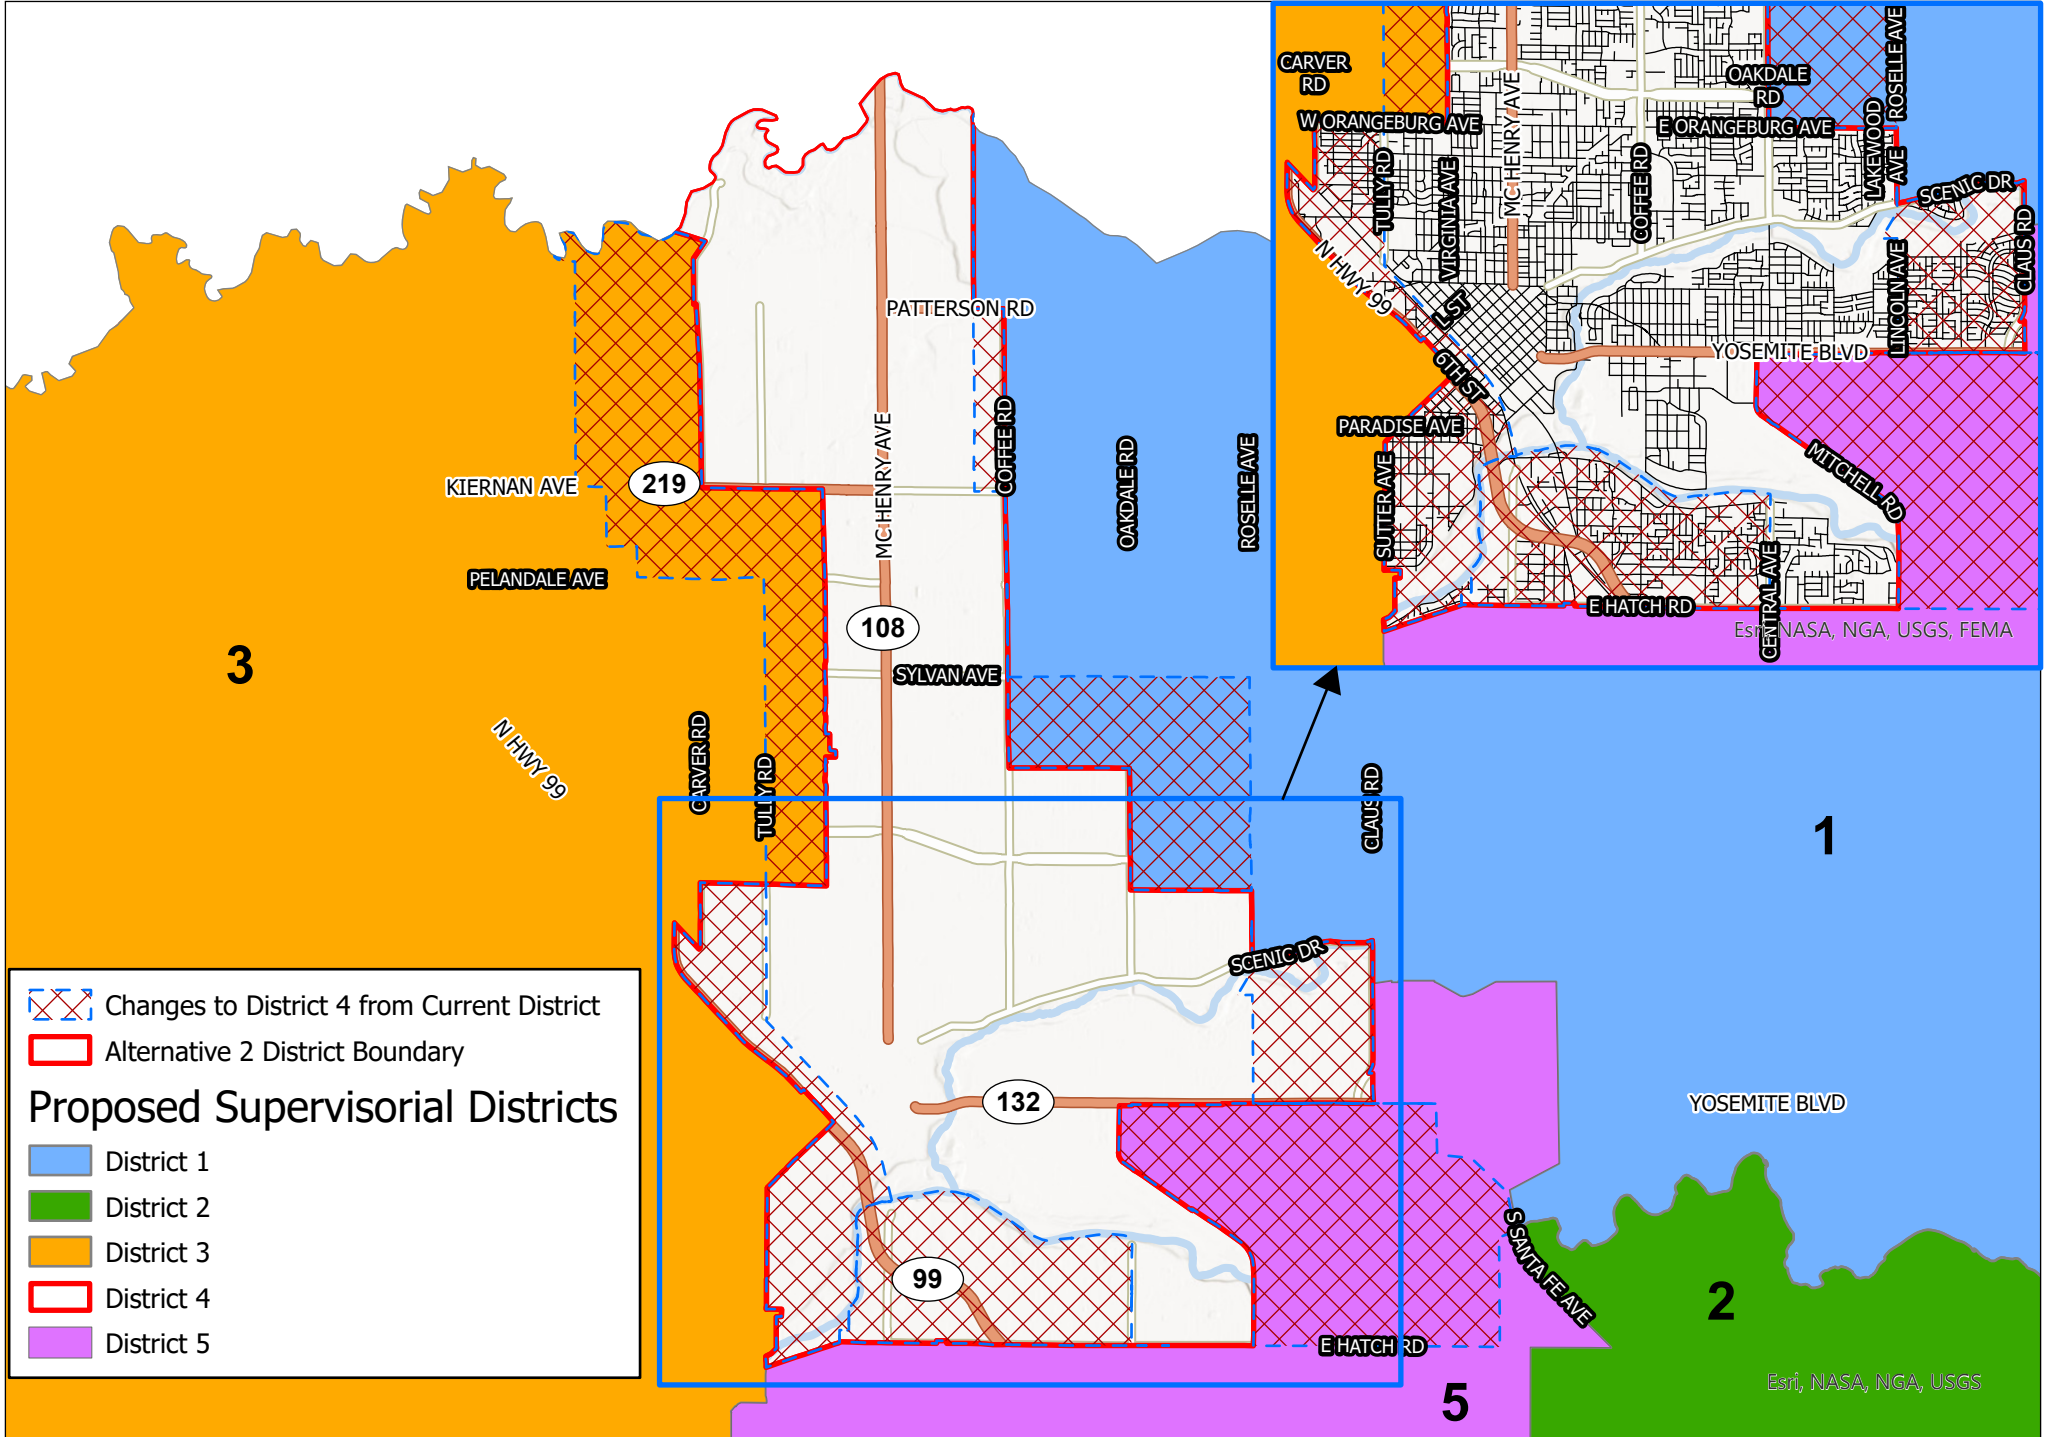 CARVER
RD
W ORANGEBURG AVE
TULLY RD
VIRGINIA AVE
MCHENRY AVE
COFFEE RD
OAKDALE
RD
E ORANGEBURG AVE
LAKEWOOD
AVE
ROSELLE AVE
SCENIC DR
CLAUS RD
LINCOLN AVE
N HWY 99
L ST
6TH ST
YOSEMITE BLVD
PARADISE AVE
SUTTER AVE
MITCHELL RD
CENTRAL AVE
E HATCH RD
Esri, NASA, NGA, USGS, FEMA
PATTERSON RD
COFFEE RD
MCHENRY AVE
KIERNAN AVE
219
OAKDALE RD
ROSELLE AVE
PELANDALE AVE
108
3
SYLVAN AVE
N HWY 99
CARVER RD
TULLY RD
CLAUS RD
1
SCENIC DR
132
YOSEMITE BLVD
99
S SANTA FE AVE
2
E HATCH RD
5
Esri, NASA, NGA, USGS
Changes to District 4 from Current District
Alternative 2 District Boundary
Proposed Supervisorial Districts
District 1
District 2
District 3
District 4
District 5